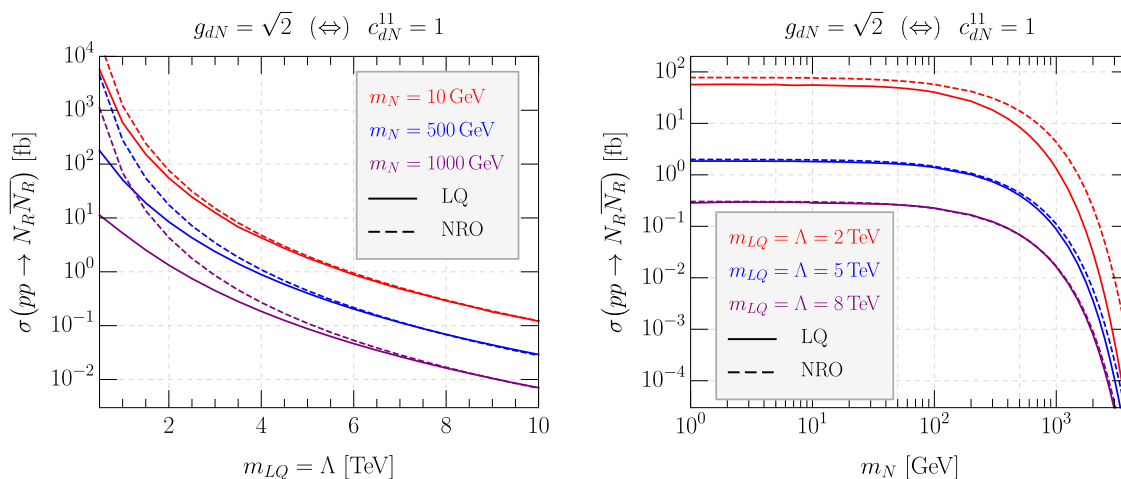 g_{dN} = √2 (⇔) c_{dN}^{11} = 1
σ(pp → N_R \overline{N_R}) [fb]
10^4
10^3
10^2
10^1
10^0
10^{-1}
10^{-2}
m_N = 10 GeV
m_N = 500 GeV
m_N = 1000 GeV
LQ
NRO
2 4 6 8 10
m_{LQ} = Λ [TeV]
g_{dN} = √2 (⇔) c_{dN}^{11} = 1
σ(pp → N_R \overline{N_R}) [fb]
10^2
10^1
10^0
10^{-1}
10^{-2}
10^{-3}
10^{-4}
m_{LQ} = Λ = 2 TeV
m_{LQ} = Λ = 5 TeV
m_{LQ} = Λ = 8 TeV
LQ
NRO
10^0 10^1 10^2 10^3
m_N [GeV]